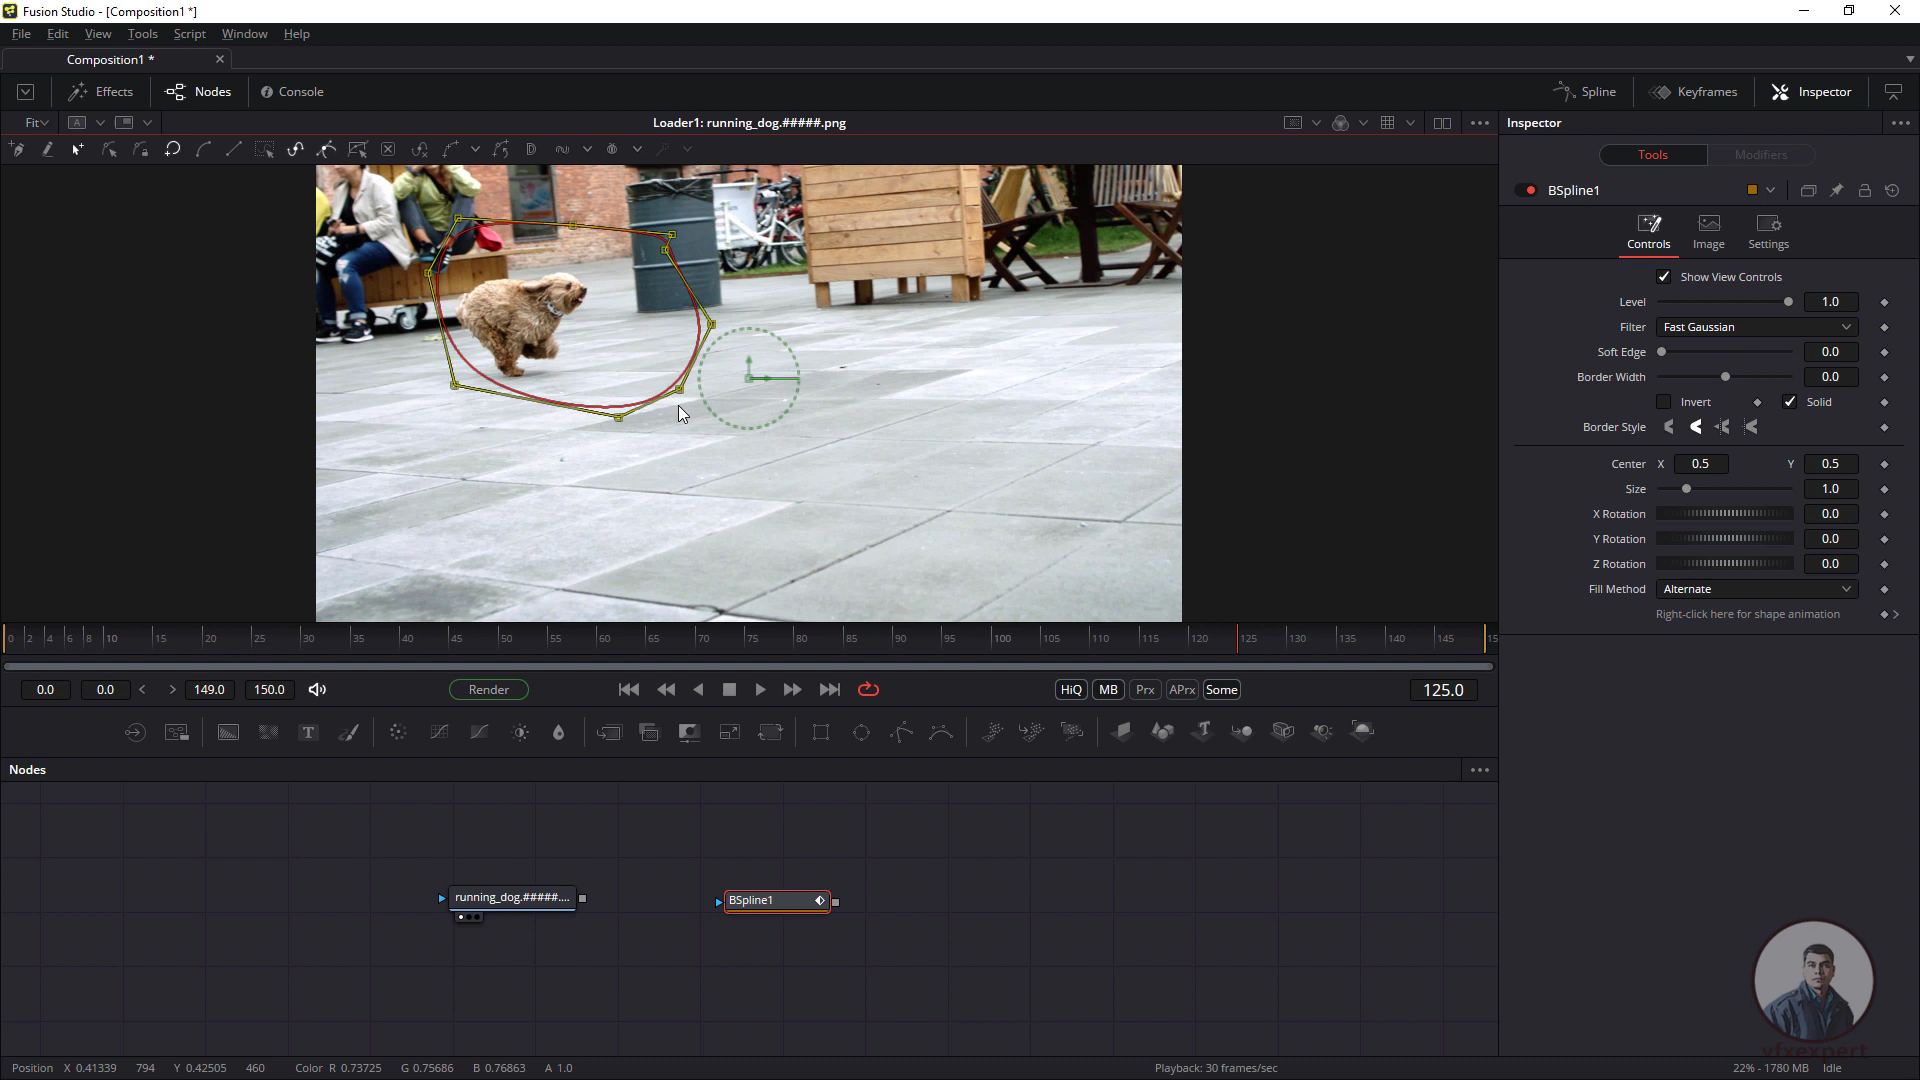 Fusion Studio - [Composition1 *]
File Edit View Tools Script Window Help
Composition1 *
Effects Nodes Console Spline Keyframes Inspector
Fit A Loader1: running_dog.#####.png Inspector
Tools Modifiers
BSpline1
Controls Image Settings
Show View Controls
Level 1.0
Filter Fast Gaussian
Soft Edge 0.0
Border Width 0.0
Invert Solid
Border Style
Center X 0.5 Y 0.5
Size 1.0
X Rotation 0.0
Y Rotation 0.0
Z Rotation 0.0
Fill Method Alternate
Right-click here for shape animation
0 2 4 6 8 10 15 20 25 30 35 40 45 50 55 60 65 70 75 80 85 90 95 100 105 110 115 120 125 130 135 140 145 15
0.0 0.0 149.0 150.0 Render HiQ MB Prx APrx Some 125.0
Nodes
running_dog.#####....
BSpline1
vfxexpert
Position X 0.41339 794 Y 0.42505 460 Color R 0.73725 G 0.75686 B 0.76863 A 1.0 Playback: 30 frames/sec 22% - 1780 MB Idle